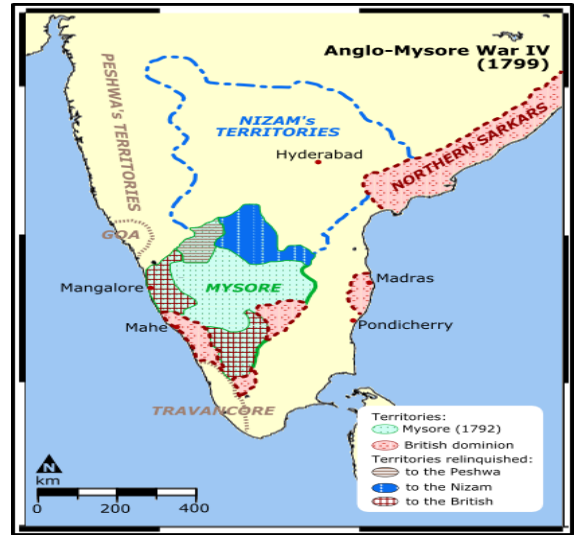 Anglo-Mysore War IV
(1799)
PESHWA's TERRITORIES
NIZAM's
TERRITORIES
Hyderabad
NORTHERN SARKARS
GOA
Mangalore
MYSORE
Madras
Mahe
Pondicherry
TRAVANCORE
Territories:
Mysore (1792)
British dominion
Territories relinquished:
to the Peshwa
to the Nizam
to the British
N
km
0 200 400